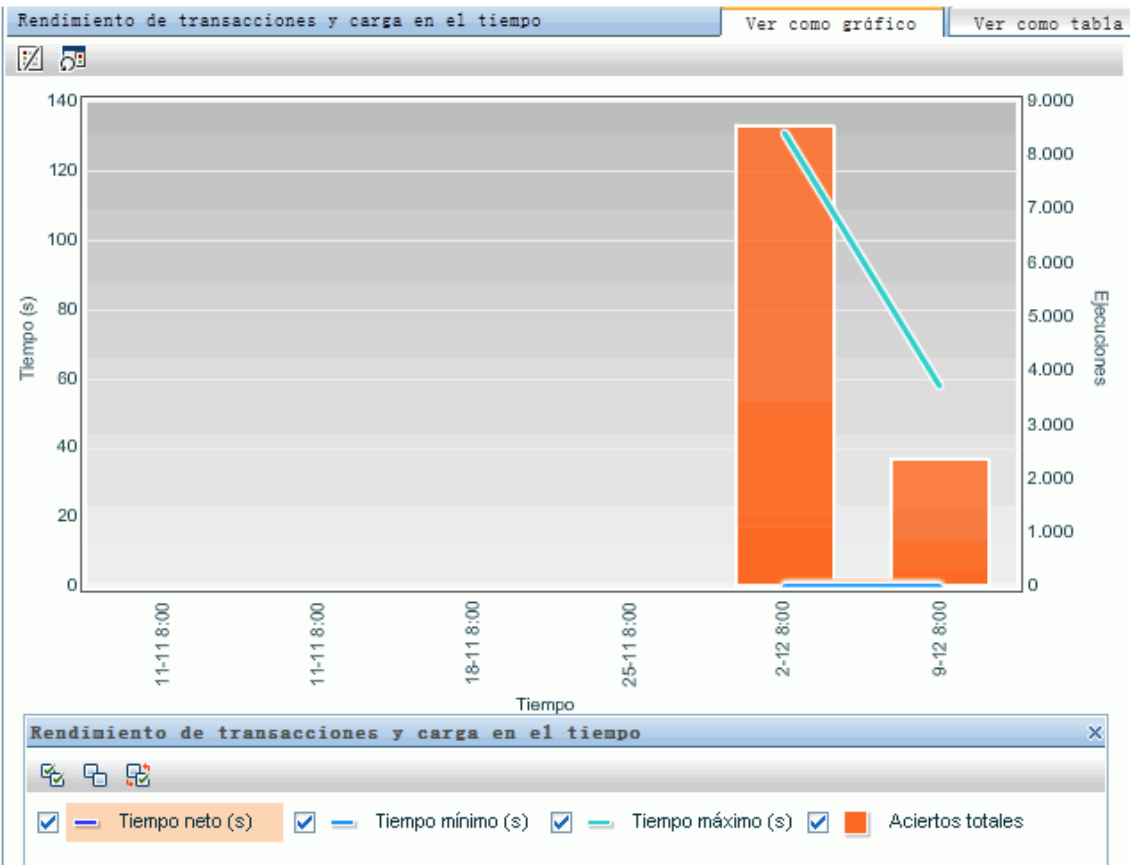 Rendimiento de transacciones y carga en el tiempo
Ver como gráfico
Ver como tabla
140
120
100
80
60
40
20
0
Tiempo (s)
9.000
8.000
7.000
6.000
5.000
4.000
3.000
2.000
1.000
0
Ejecuciones
11-11 8:00
11-11 8:00
18-11 8:00
25-11 8:00
2-12 8:00
9-12 8:00
Tiempo
Rendimiento de transacciones y carga en el tiempo
Tiempo neto (s)
Tiempo mínimo (s)
Tiempo máximo (s)
Aciertos totales